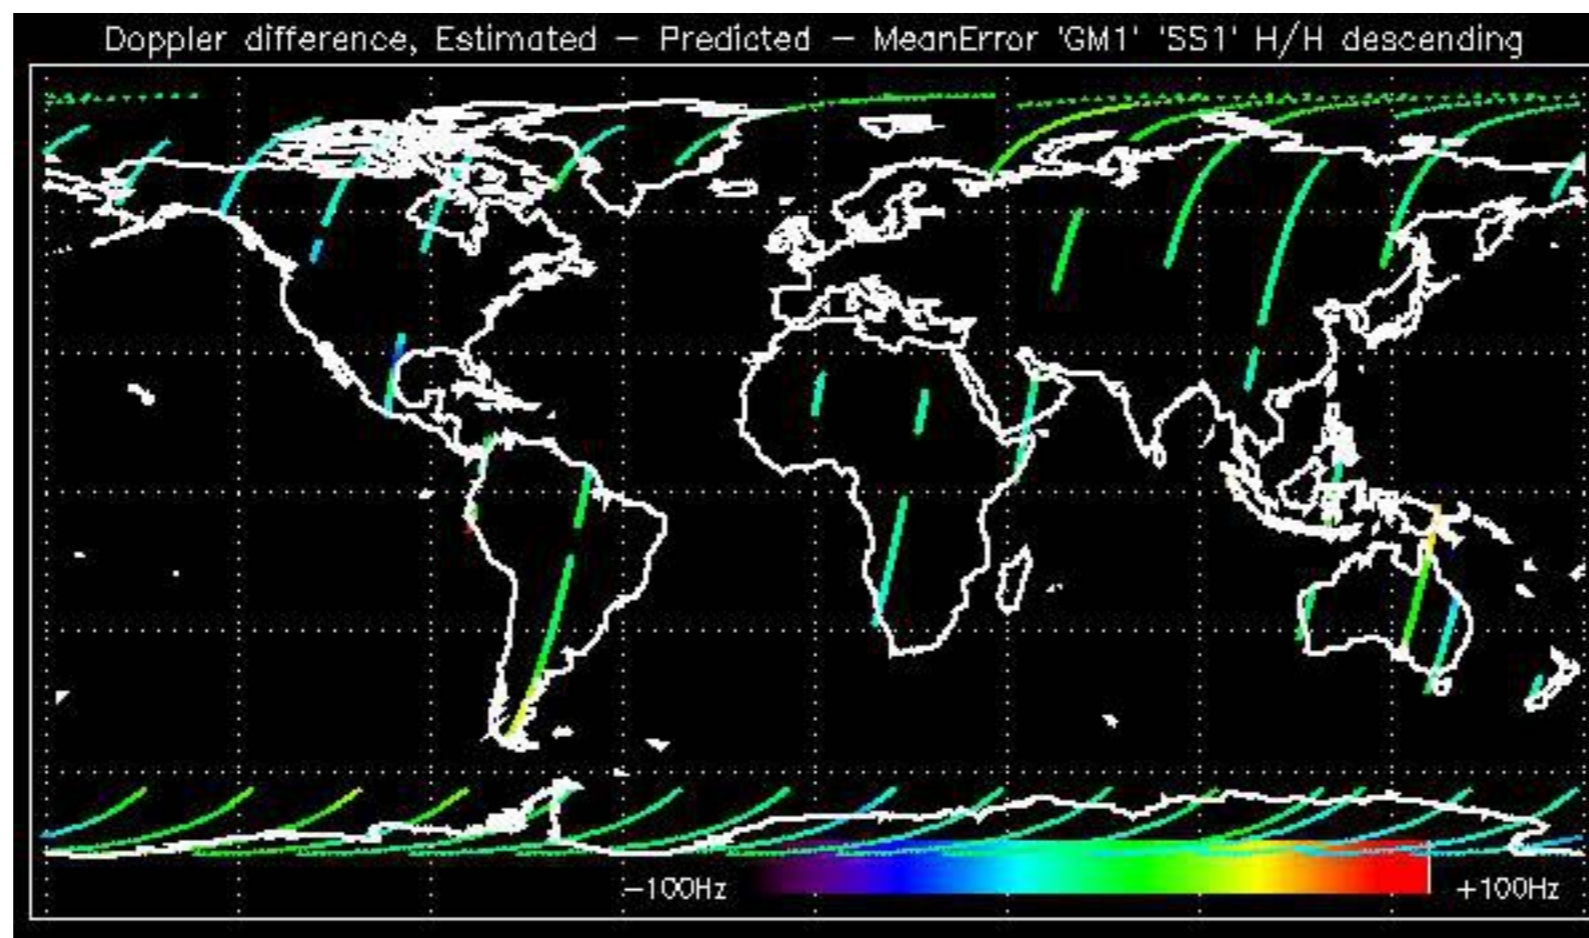 Doppler difference, Estimated – Predicted – MeanError 'GM1' 'SS1' H/H descending
–100Hz
+100Hz